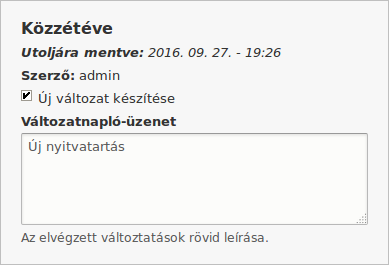 Közzétéve
Utoljára mentve: 2016. 09. 27. - 19:26
Szerző: admin
Új változat készítése
Változatnapló-üzenet
Új nyitvatartás
Az elvégzett változtatások rövid leírása.